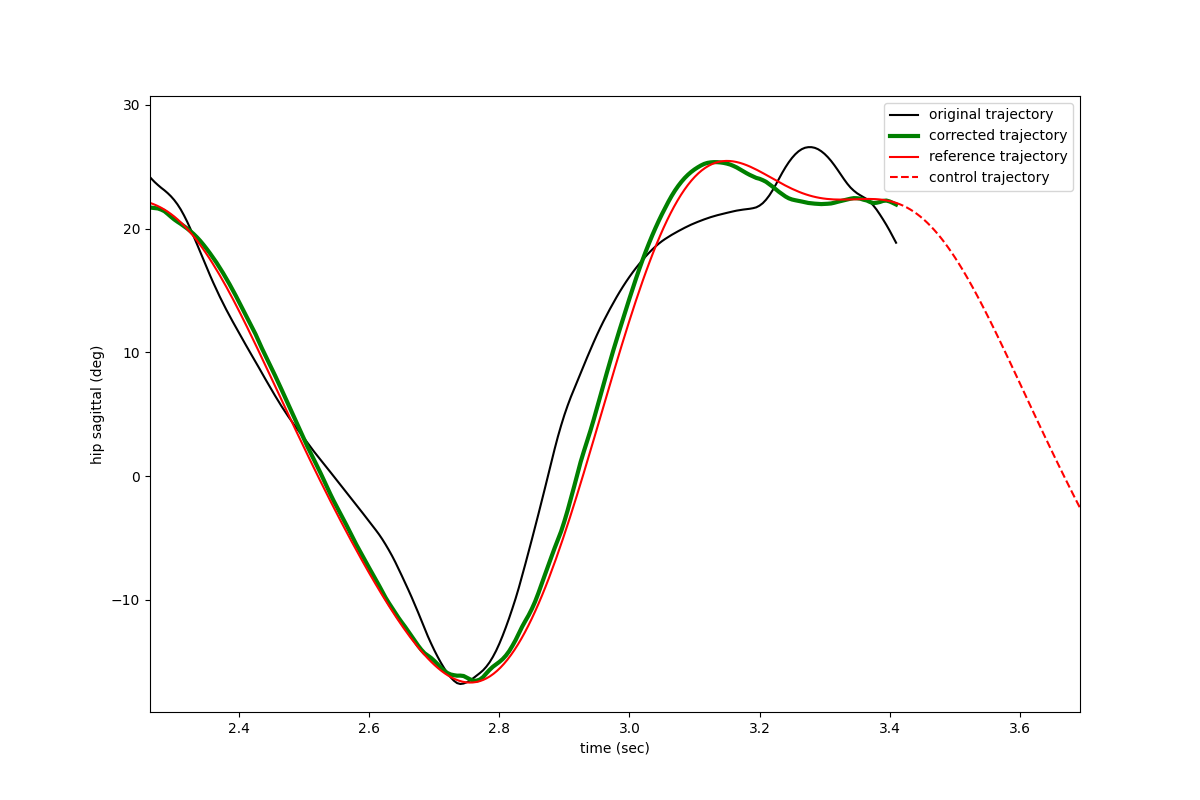 original trajectory
corrected trajectory
reference trajectory
control trajectory
hip sagittal (deg)
30
20
10
0
−10
2.4 2.6 2.8 3.0 3.2 3.4 3.6
time (sec)